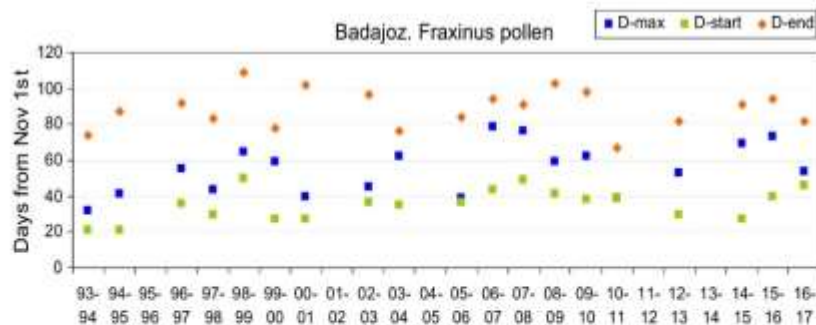 Badajoz. Fraxinus pollen
D-max D-start D-end
Days from Nov 1st
120
100
80
60
40
20
0
93- 94- 95- 96- 97- 98- 99- 00- 01- 02- 03- 04- 05- 06- 07- 08- 09- 10- 11- 12- 13- 14- 15- 16-
94 95 96 97 98 99 00 01 02 03 04 05 06 07 08 09 10 11 12 13 14 15 16 17